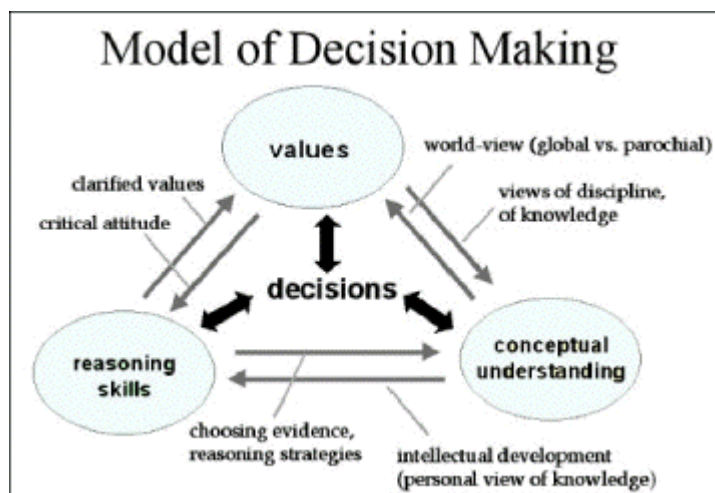 Model of Decision Making
values
world-view (global vs. parochial)
clarified values
views of discipline,
of knowledge
critical attitude
decisions
reasoning
skills
conceptual
understanding
choosing evidence,
reasoning strategies
intellectual development
(personal view of knowledge)